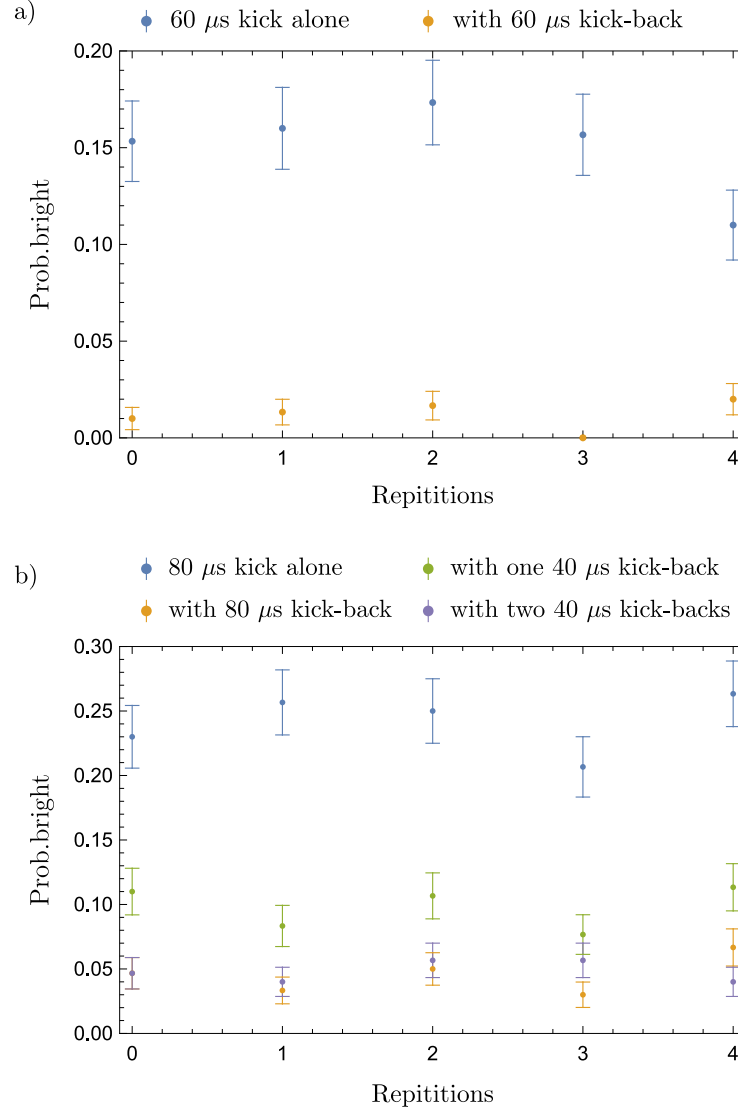 a)
60 μs kick alone
with 60 μs kick-back
0.20
0.15
0.10
0.05
0.00
Prob.bright
0 1 2 3 4
Repititions
b)
80 μs kick alone
with one 40 μs kick-back
with 80 μs kick-back
with two 40 μs kick-backs
0.30
0.25
0.20
0.15
0.10
0.05
0.00
Prob.bright
0 1 2 3 4
Repititions